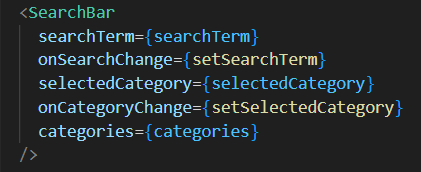 <SearchBar
searchTerm={searchTerm}
onSearchChange={setSearchTerm}
selectedCategory={selectedCategory}
onCategoryChange={setSelectedCategory}
categories={categories}
/>